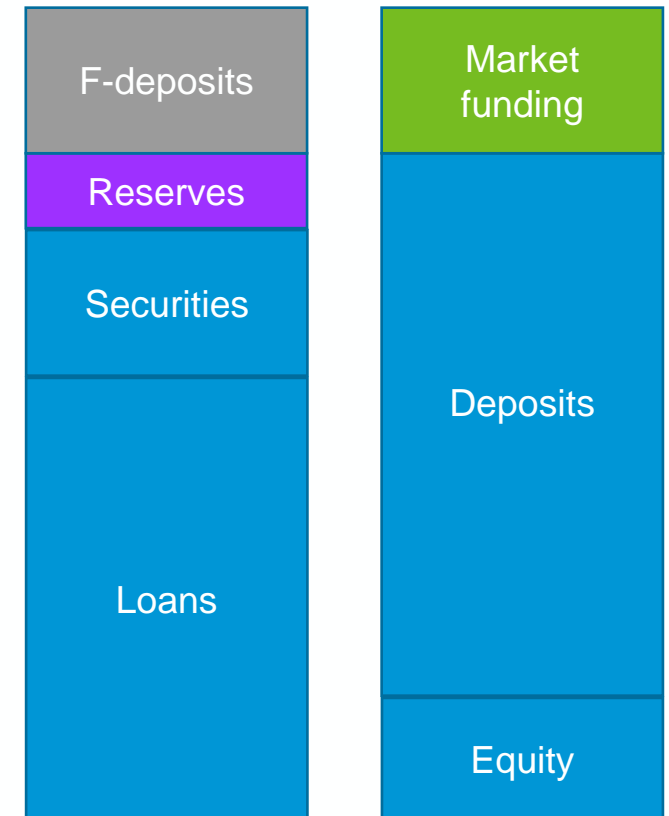 F-deposits
Reserves
Securities
Loans
Market
funding
Deposits
Equity